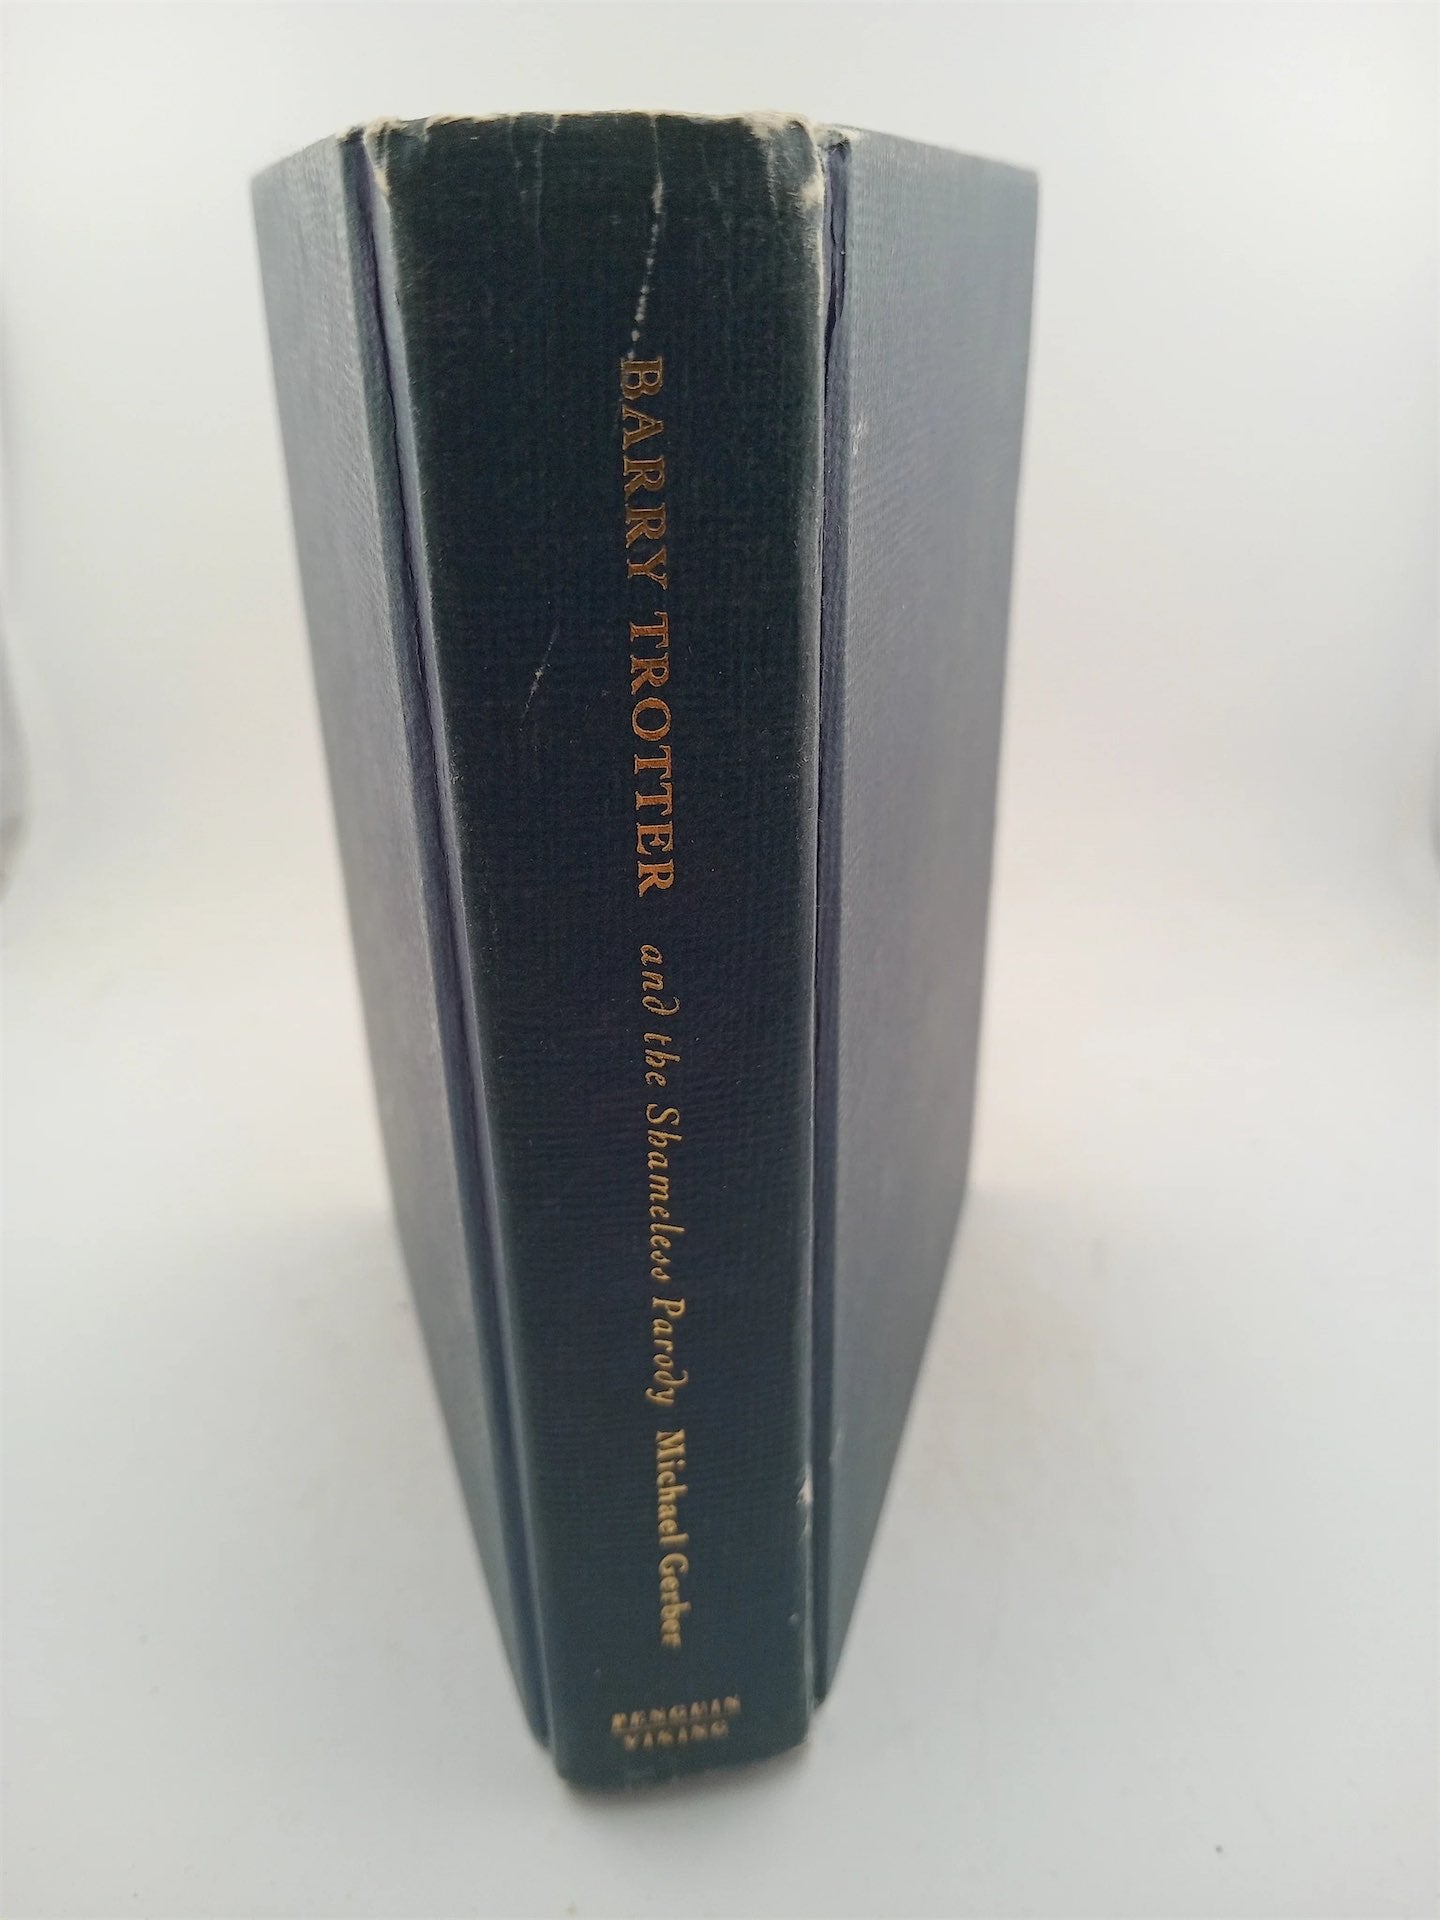 BARRY TROTTER and the Shameless Parody Michael Gerber
PENGUIN
VIKING